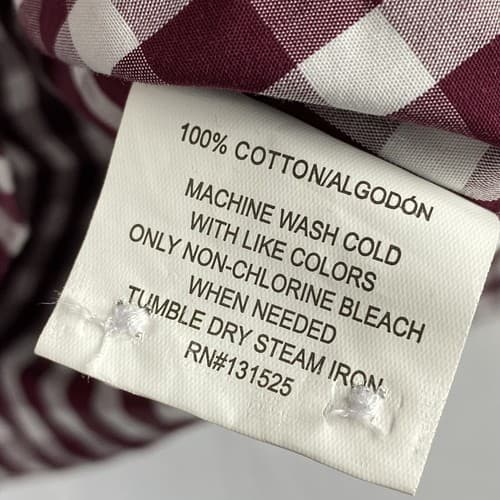 100% COTTON/ALGODÓN
MACHINE WASH COLD
WITH LIKE COLORS
ONLY NON-CHLORINE BLEACH
WHEN NEEDED
TUMBLE DRY STEAM IRON
RN#131525